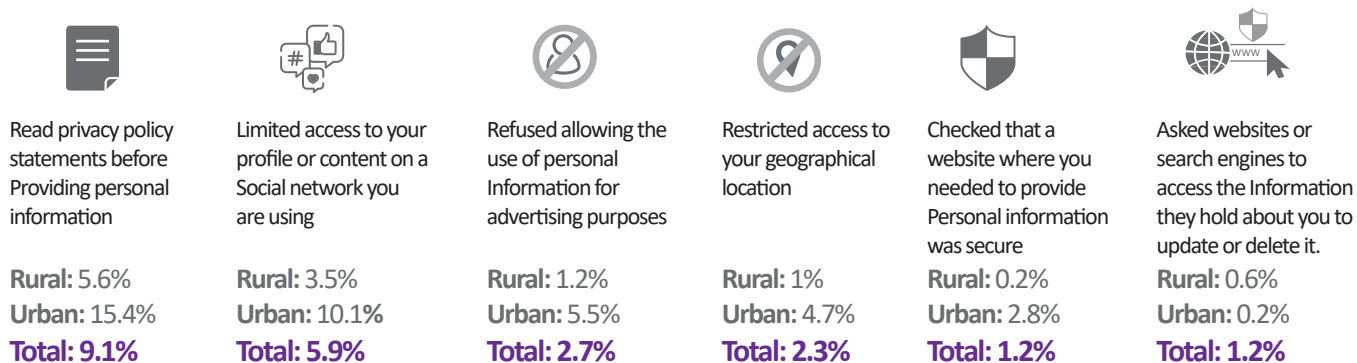 #
www
Read privacy policy
statements before
Providing personal
information
Rural: 5.6%
Urban: 15.4%
Total: 9.1%
Limited access to your
profile or content on a
Social network you
are using
Rural: 3.5%
Urban: 10.1%
Total: 5.9%
Refused allowing the
use of personal
Information for
advertising purposes
Rural: 1.2%
Urban: 5.5%
Total: 2.7%
Restricted access to
your geographical
location
Rural: 1%
Urban: 4.7%
Total: 2.3%
Checked that a
website where you
needed to provide
Personal information
was secure
Rural: 0.2%
Urban: 2.8%
Total: 1.2%
Asked websites or
search engines to
access the Information
they hold about you to
update or delete it.
Rural: 0.6%
Urban: 0.2%
Total: 1.2%